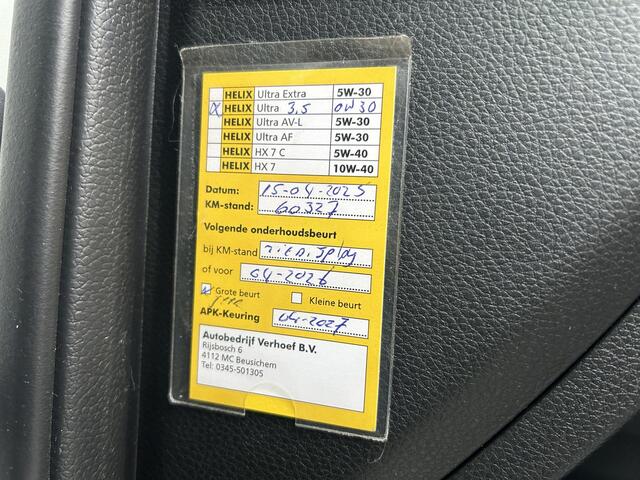 HELIX Ultra Extra 5W-30
α HELIX Ultra 3,5 0W30
HELIX Ultra AV-L 5W-30
HELIX Ultra AF 5W-30
HELIX HX 7 C 5W-40
HELIX HX 7 10W-40
Datum: 15-04-2025
KM-stand: 60327
Volgende onderhoudsbeurt
bij KM-stand zie display
of voor 04-2026
Grote beurt Kleine beurt
APK-Keuring 04-2027
Autobedrijf Verhoef B.V.
Rijsbosch 6
4112 MC Beusichem
Tel: 0345-501305